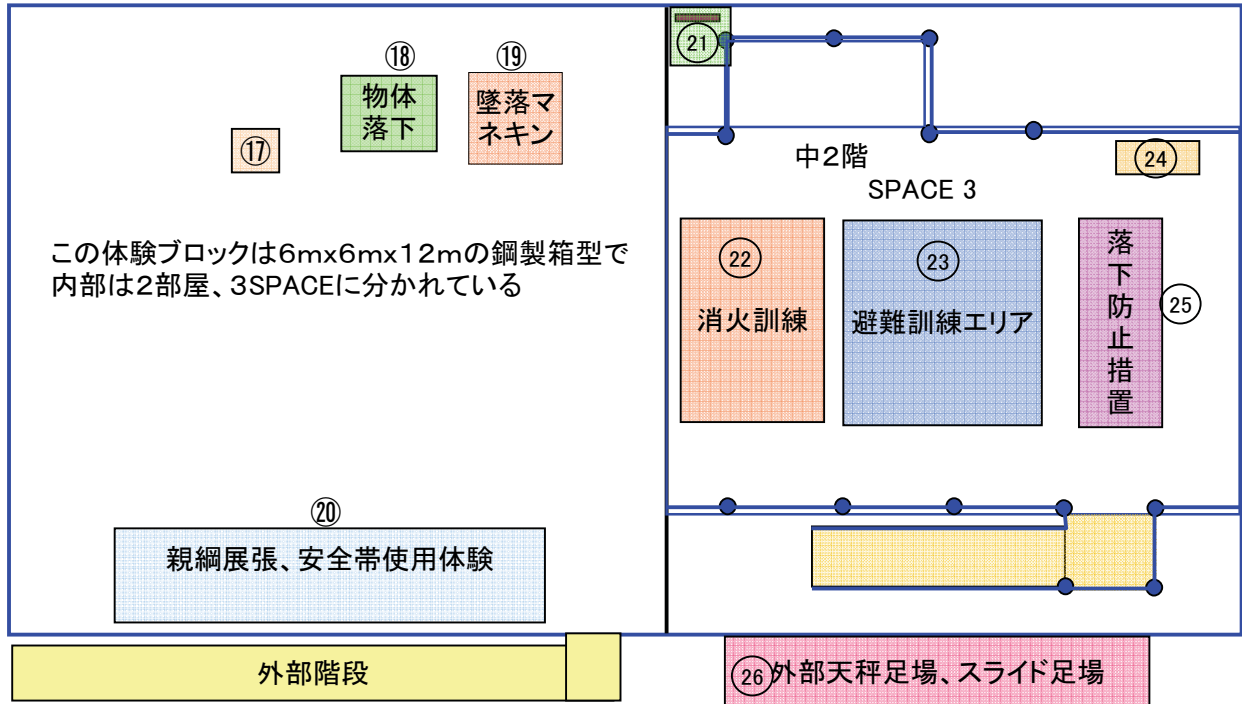 ⑱
物体
落下
⑲
墜落マ
ネキン
⑰
この体験ブロックは6mx6mx12mの鋼製箱型で
内部は2部屋、3SPACEに分かれている
⑳
親綱展張、安全帯使用体験
外部階段
21
中2階
SPACE 3
24
22
消火訓練
23
避難訓練エリア
落下防止措置
25
26 外部天秤足場、スライド足場